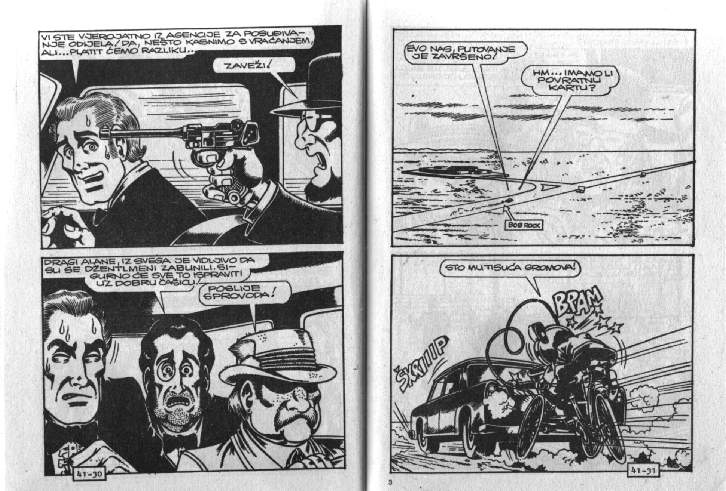 VI STE VJEROJATNO IZ AGENCIJE ZA POSUĐIVA-
NJE ODIJELA! DA, NEŠTO KASNIMO S VRAĆANJEM,
ALI... PLATIT ĆEMO RAZLIKU...
ZAVEŽI!
DRAGI ALANE, IZ SVEGA JE VIDLJIVO DA
SU SE DŽENTLMENI ZABUNILI. SI-
GURNO ĆE SVE TO ISPRAVITI
UZ DOBRU ČAŠICU!
POSLIJE
SPROVODA!
41-30
EVO NAS, PUTOVANJE
JE ZAVRŠENO!
HM... IMAMO LI
POVRATNU
KARTU?
BOB ROCK
STO MU TISUĆA GROMOVA!
BRAM
ŠKRIIIP
41-31
3